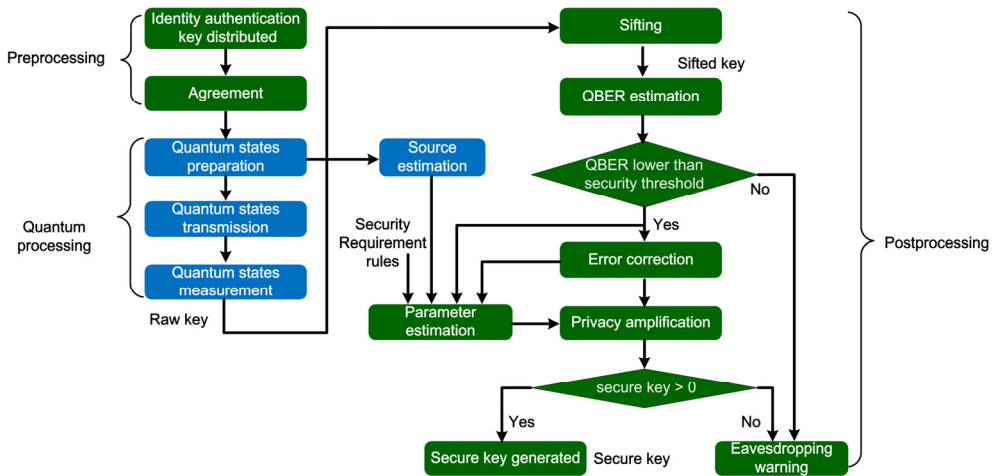 Preprocessing
Identity authentication
key distributed
Agreement
Quantum
processing
Quantum states
preparation
Quantum states
transmission
Quantum states
measurement
Raw key
Source
estimation
Security
Requirement
rules
Parameter
estimation
Sifting
Sifted key
QBER estimation
QBER lower than
security threshold
No
Yes
Error correction
Privacy amplification
secure key > 0
Yes
No
Secure key generated
Secure key
Eavesdropping
warning
Postprocessing